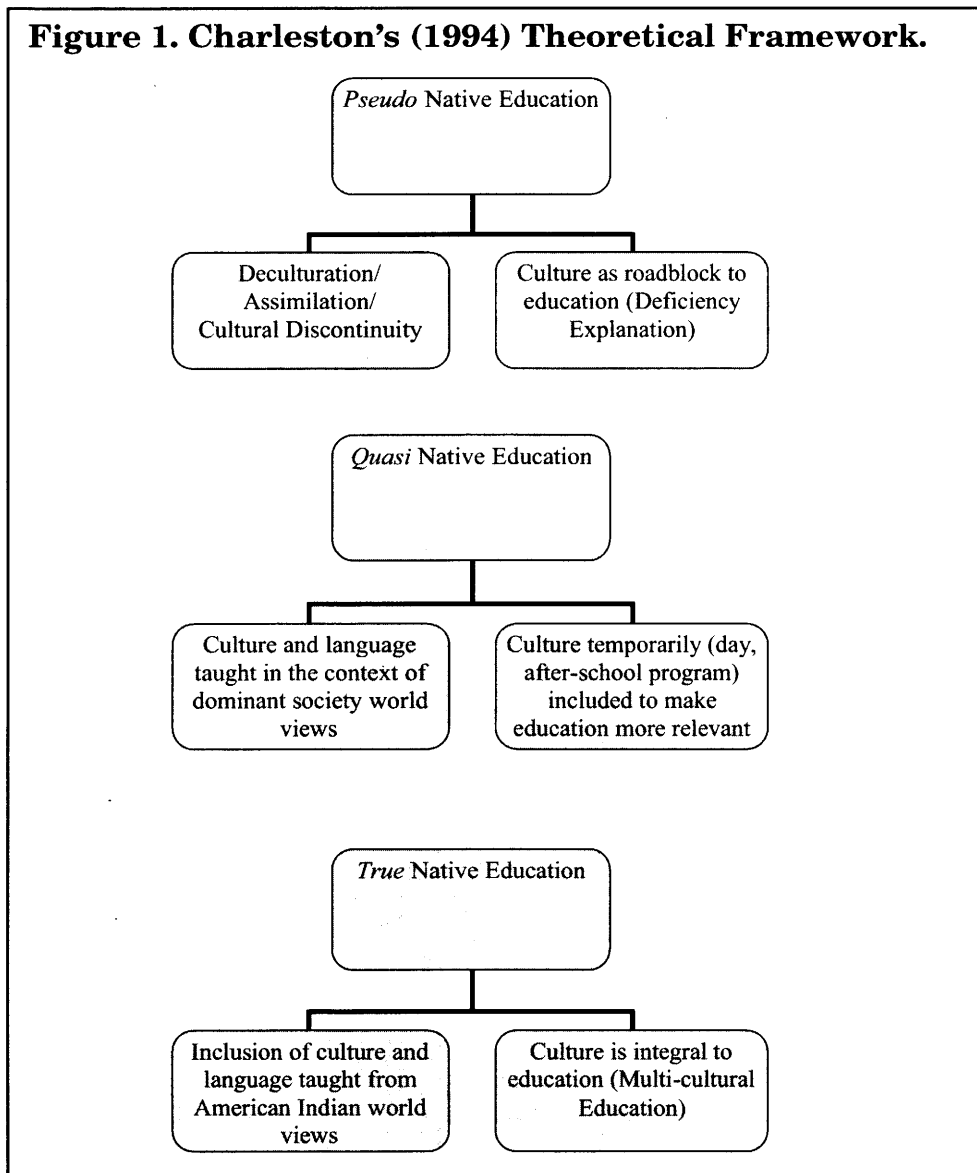 Figure 1. Charleston's (1994) Theoretical Framework.
Pseudo Native Education
Deculturation/
Assimilation/
Cultural Discontinuity
Culture as roadblock to
education (Deficiency
Explanation)
Quasi Native Education
Culture and language
taught in the context of
dominant society world
views
Culture temporarily (day,
after-school program)
included to make
education more relevant
True Native Education
Inclusion of culture and
language taught from
American Indian world
views
Culture is integral to
education (Multi-cultural
Education)